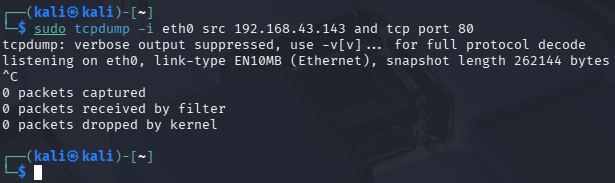 ┌──(kali㉿kali)-[~]
└─$ sudo tcpdump -i eth0 src 192.168.43.143 and tcp port 80
tcpdump: verbose output suppressed, use -v[v]... for full protocol decode
listening on eth0, link-type EN10MB (Ethernet), snapshot length 262144 bytes
^C
0 packets captured
0 packets received by filter
0 packets dropped by kernel
┌──(kali㉿kali)-[~]
└─$